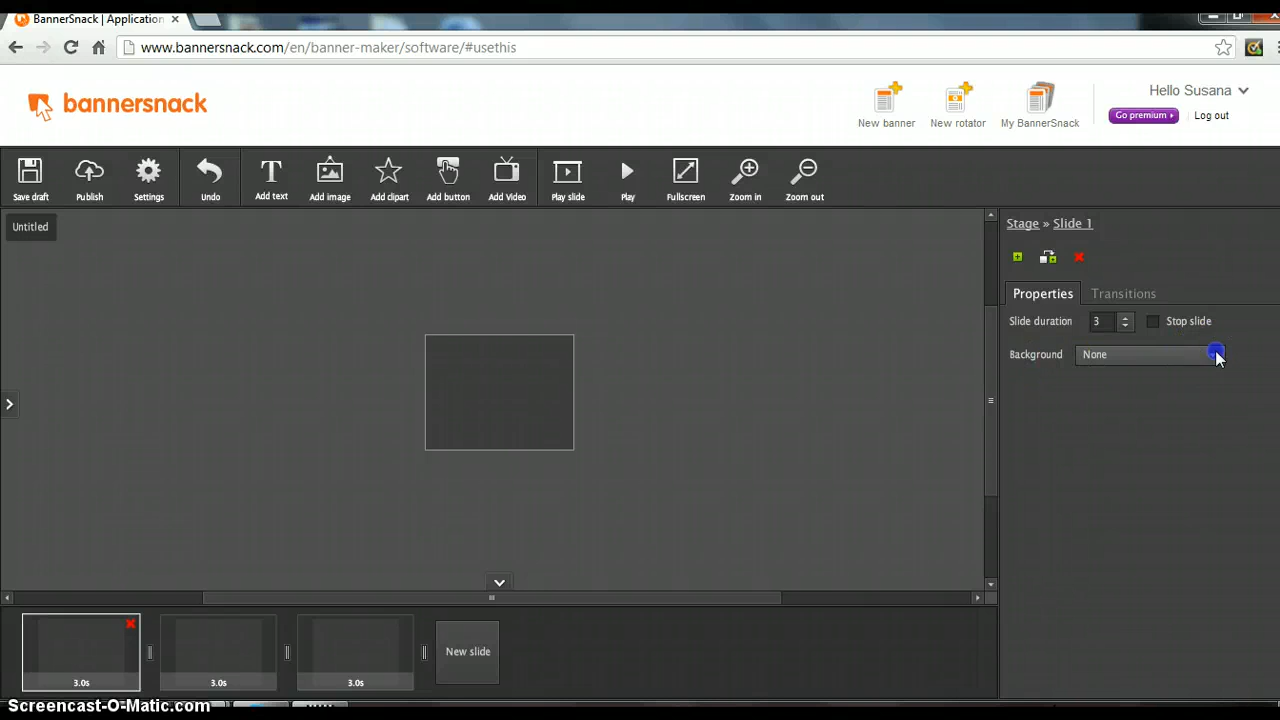 BannerSnack | Application
www.bannersnack.com/en/banner-maker/software/#usethis
bannersnack
New banner
New rotator
My BannerSnack
Hello Susana
Go premium
Log out
Save draft
Publish
Settings
Undo
Add text
Add image
Add clipart
Add button
Add Video
Play slide
Play
Fullscreen
Zoom in
Zoom out
Untitled
Stage » Slide 1
Properties
Transitions
Slide duration 3 Stop slide
Background None
New slide
3.0s
3.0s
3.0s
Screencast-O-Matic.com